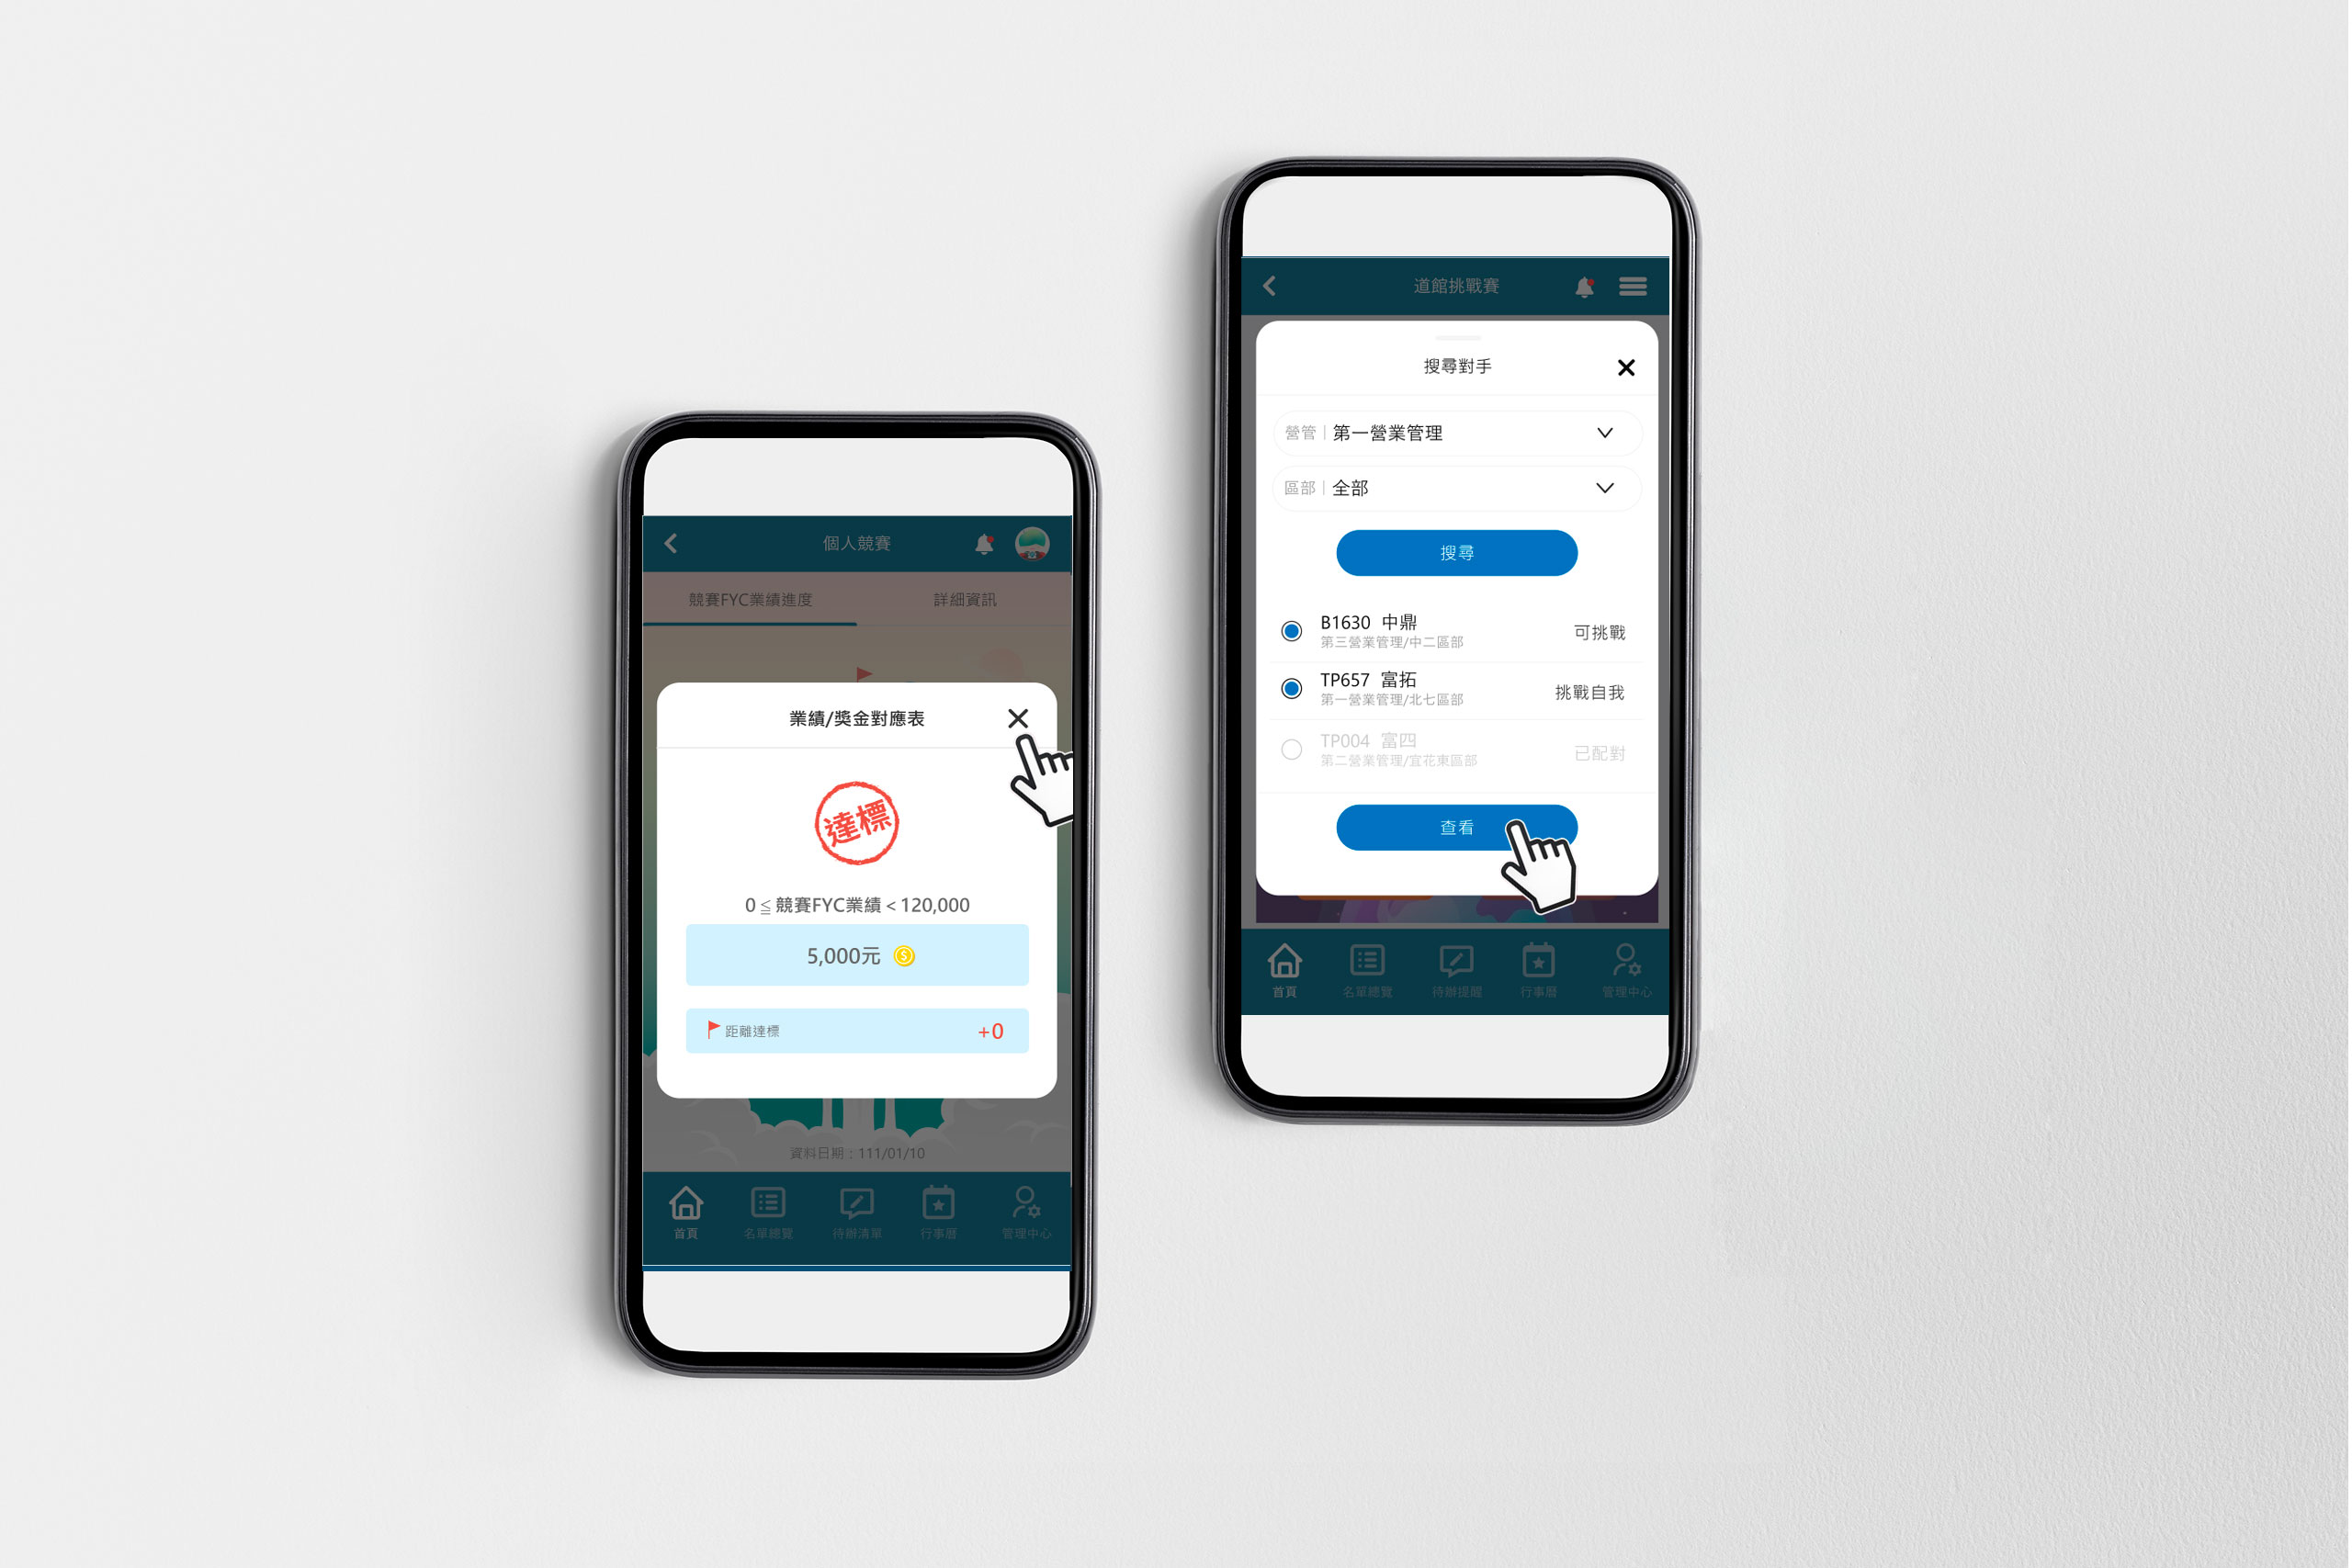 個人競賽
競賽FYC業績進度
詳細資訊
業績/獎金對應表
達標
0 ≦ 競賽FYC業績 < 120,000
5,000元
距離達標
+0
資料日期：111/01/10
首頁
名單總覽
待辦清單
行事曆
管理中心
道館挑戰賽
搜尋對手
營管 | 第一營業管理
區部 | 全部
搜尋
B1630 中鼎
第三營業管理/中二區部
可挑戰
TP657 富拓
第一營業管理/北七區部
挑戰自我
TP004 富四
第二營業管理/宜花東區部
已配對
查看
首頁
名單總覽
待辦提醒
行事曆
管理中心